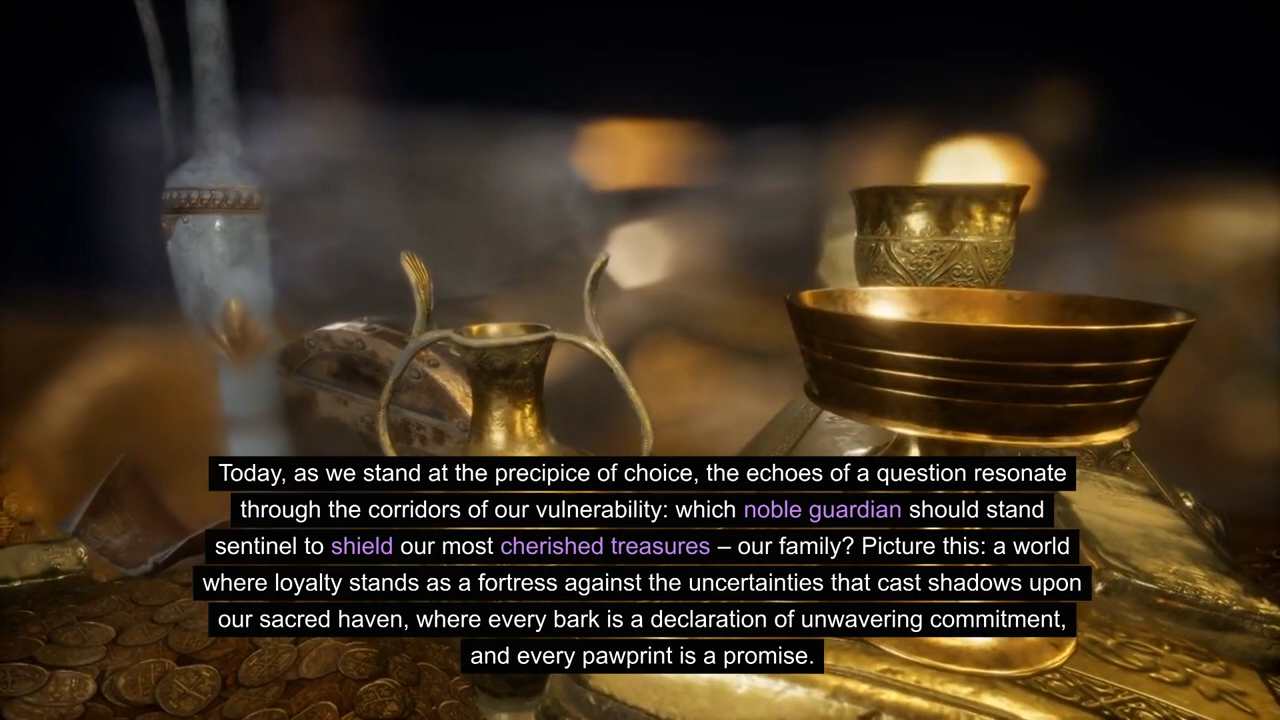 Today, as we stand at the precipice of choice, the echoes of a question resonate
through the corridors of our vulnerability: which noble guardian should stand
sentinel to shield our most cherished treasures – our family? Picture this: a world
where loyalty stands as a fortress against the uncertainties that cast shadows upon
our sacred haven, where every bark is a declaration of unwavering commitment,
and every pawprint is a promise.